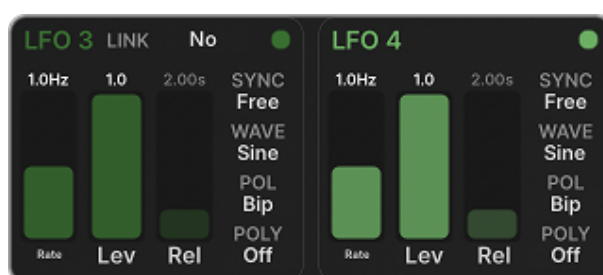 LFO 3 LINK No
1.0Hz 1.0 2.00s
SYNC
Free
WAVE
Sine
POL
Bip
POLY
Off
Rate Lev Rel
LFO 4
1.0Hz 1.0 2.00s
SYNC
Free
WAVE
Sine
POL
Bip
POLY
Off
Rate Lev Rel